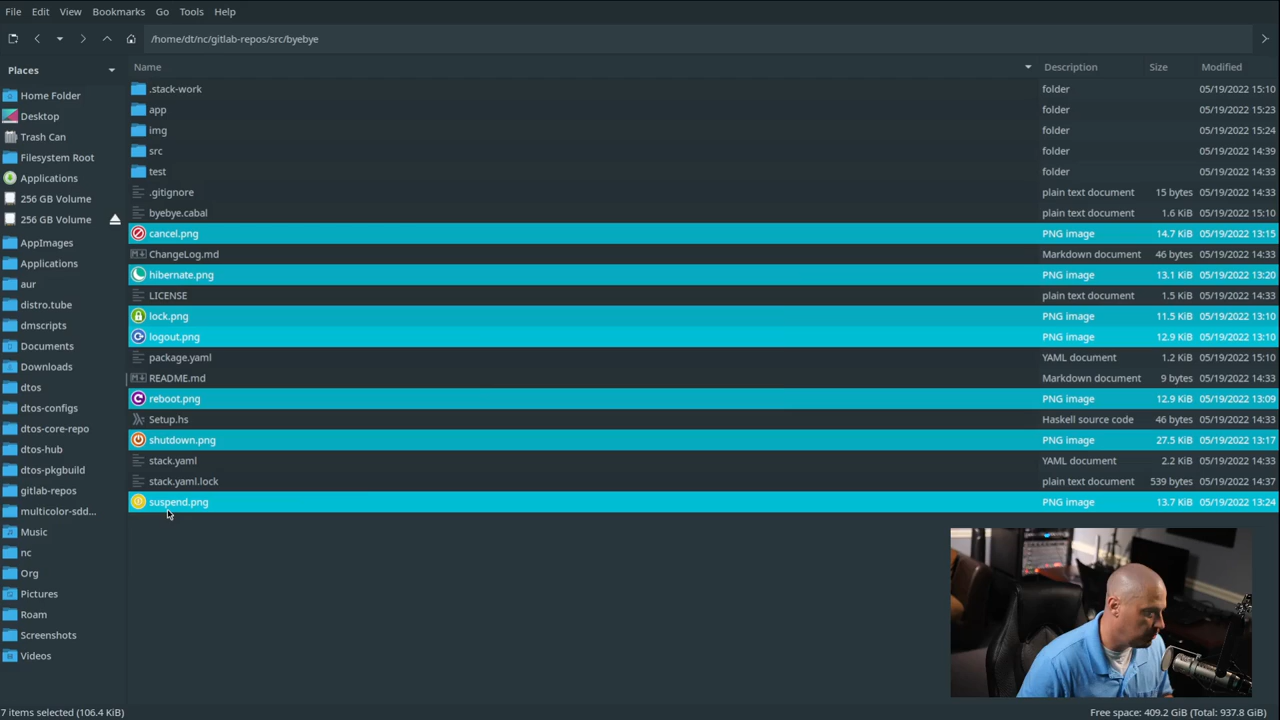 File Edit View Bookmarks Go Tools Help
/home/dt/nc/gitlab-repos/src/byebye
Places
Home Folder
Desktop
Trash Can
Filesystem Root
Applications
256 GB Volume
256 GB Volume
AppImages
Applications
aur
distro.tube
dmscripts
Documents
Downloads
dtos
dtos-configs
dtos-core-repo
dtos-hub
dtos-pkgbuild
gitlab-repos
multicolor-sdd...
Music
nc
Org
Pictures
Roam
Screenshots
Videos
Name Description Size Modified
.stack-work folder 05/19/2022 15:10
app folder 05/19/2022 15:23
img folder 05/19/2022 15:24
src folder 05/19/2022 14:39
test folder 05/19/2022 14:33
.gitignore plain text document 15 bytes 05/19/2022 14:33
byebye.cabal plain text document 1.6 KiB 05/19/2022 15:10
cancel.png PNG image 14.7 KiB 05/19/2022 13:15
ChangeLog.md Markdown document 46 bytes 05/19/2022 14:33
hibernate.png PNG image 13.1 KiB 05/19/2022 13:20
LICENSE plain text document 1.5 KiB 05/19/2022 14:33
lock.png PNG image 11.5 KiB 05/19/2022 13:10
logout.png PNG image 12.9 KiB 05/19/2022 13:10
package.yaml YAML document 1.2 KiB 05/19/2022 15:10
README.md Markdown document 9 bytes 05/19/2022 14:33
reboot.png PNG image 12.9 KiB 05/19/2022 13:09
Setup.hs Haskell source code 46 bytes 05/19/2022 14:33
shutdown.png PNG image 27.5 KiB 05/19/2022 13:17
stack.yaml YAML document 2.2 KiB 05/19/2022 14:33
stack.yaml.lock plain text document 539 bytes 05/19/2022 14:37
suspend.png PNG image 13.7 KiB 05/19/2022 13:24
7 items selected (106.4 KiB) Free space: 409.2 GiB (Total: 937.8 GiB)